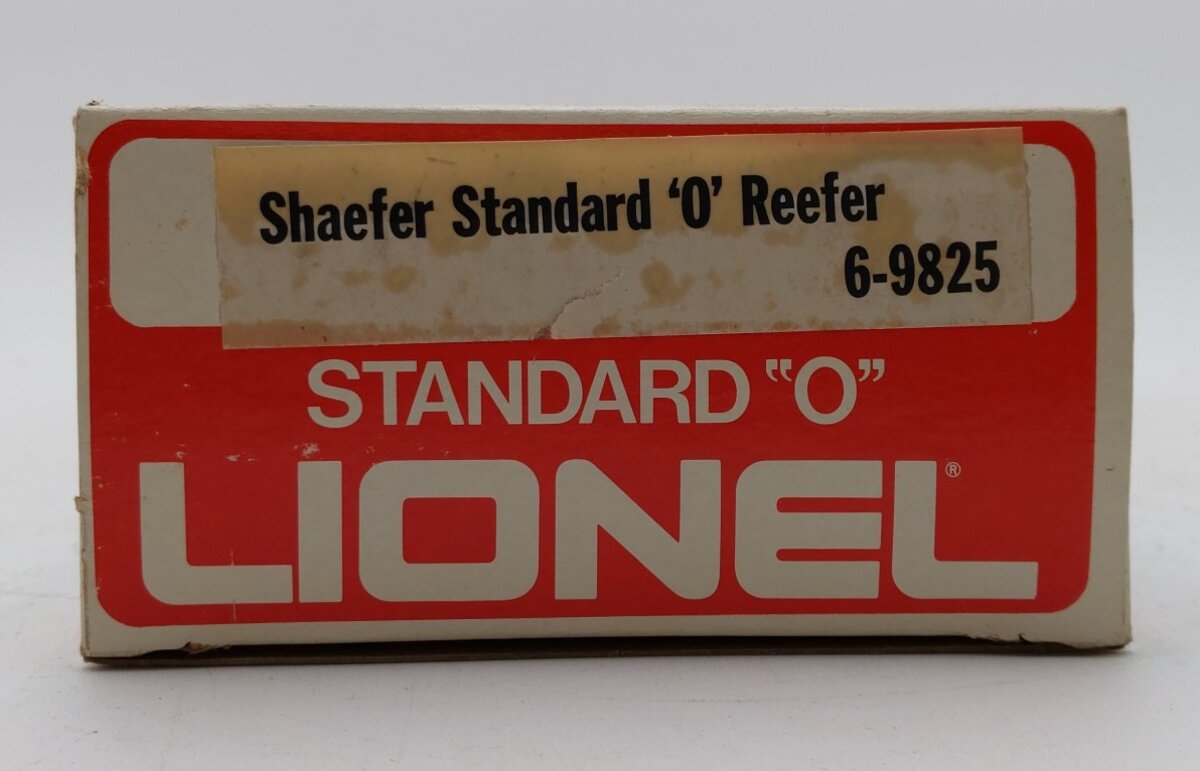 Shaefer Standard ‘O’ Reefer
6-9825
STANDARD “O”
LIONEL®